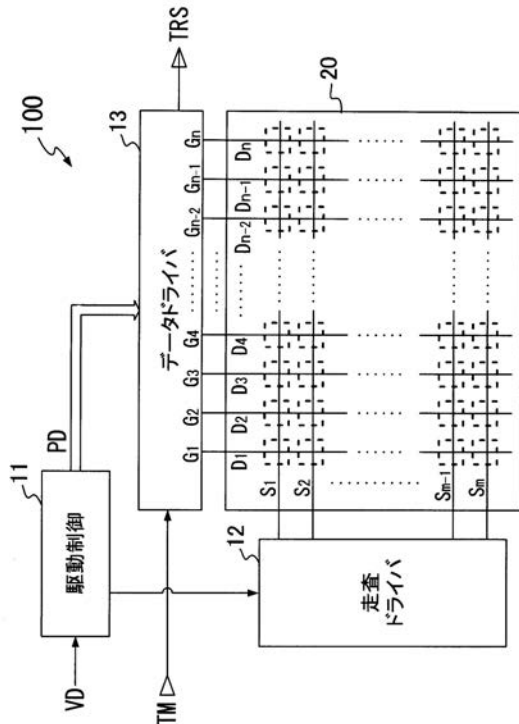 100
VD
駆動制御
11
PD
TM
データドライバ
13
TRS
G1 G2 G3 G4 ······ Gn-2 Gn-1 Gn
20
D1 D2 D3 D4 ······ Dn-2 Dn-1 Dn
12
走査
ドライバ
S1
S2
Sm-1
Sm